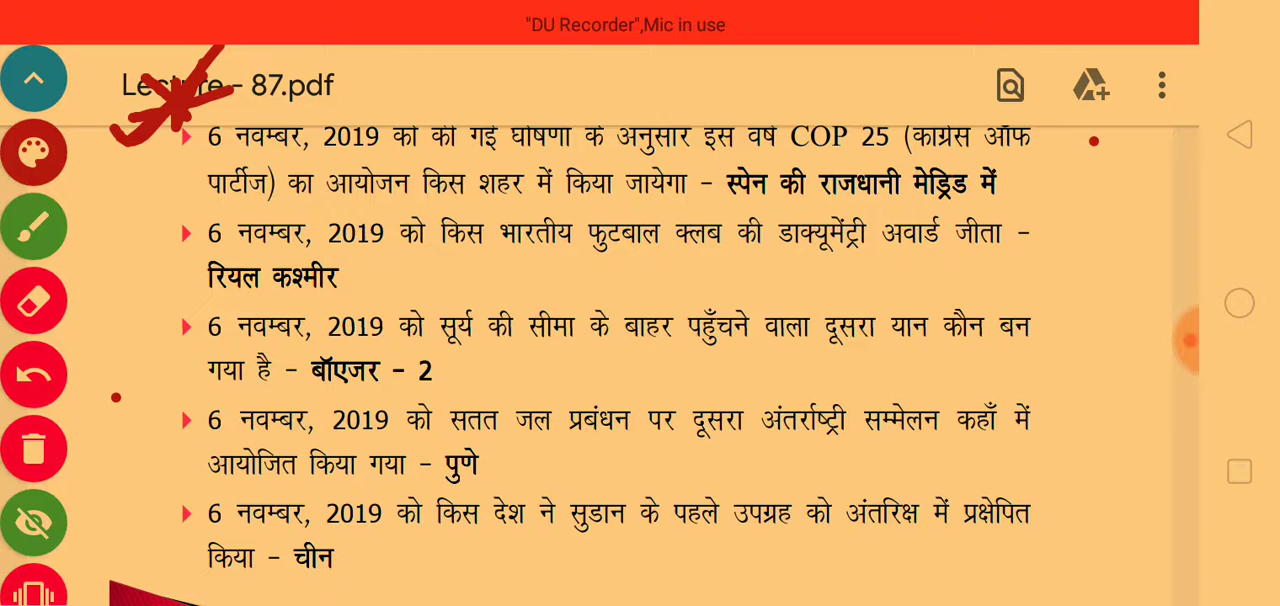 "DU Recorder",Mic in use
Lecture - 87.pdf
6 नवम्बर, 2019 को की गई घोषणा के अनुसार इस वर्ष COP 25 (कांग्रेस ऑफ
पार्टीज) का आयोजन किस शहर में किया जायेगा - स्पेन की राजधानी मेड्रिड में
6 नवम्बर, 2019 को किस भारतीय फुटबाल क्लब की डाक्यूमेंट्री अवार्ड जीता -
रियल कश्मीर
6 नवम्बर, 2019 को सूर्य की सीमा के बाहर पहुँचने वाला दूसरा यान कौन बन
गया है - बॉएजर - 2
6 नवम्बर, 2019 को सतत जल प्रबंधन पर दूसरा अंतर्राष्ट्री सम्मेलन कहाँ में
आयोजित किया गया - पुणे
6 नवम्बर, 2019 को किस देश ने सुडान के पहले उपग्रह को अंतरिक्ष में प्रक्षेपित
किया - चीन